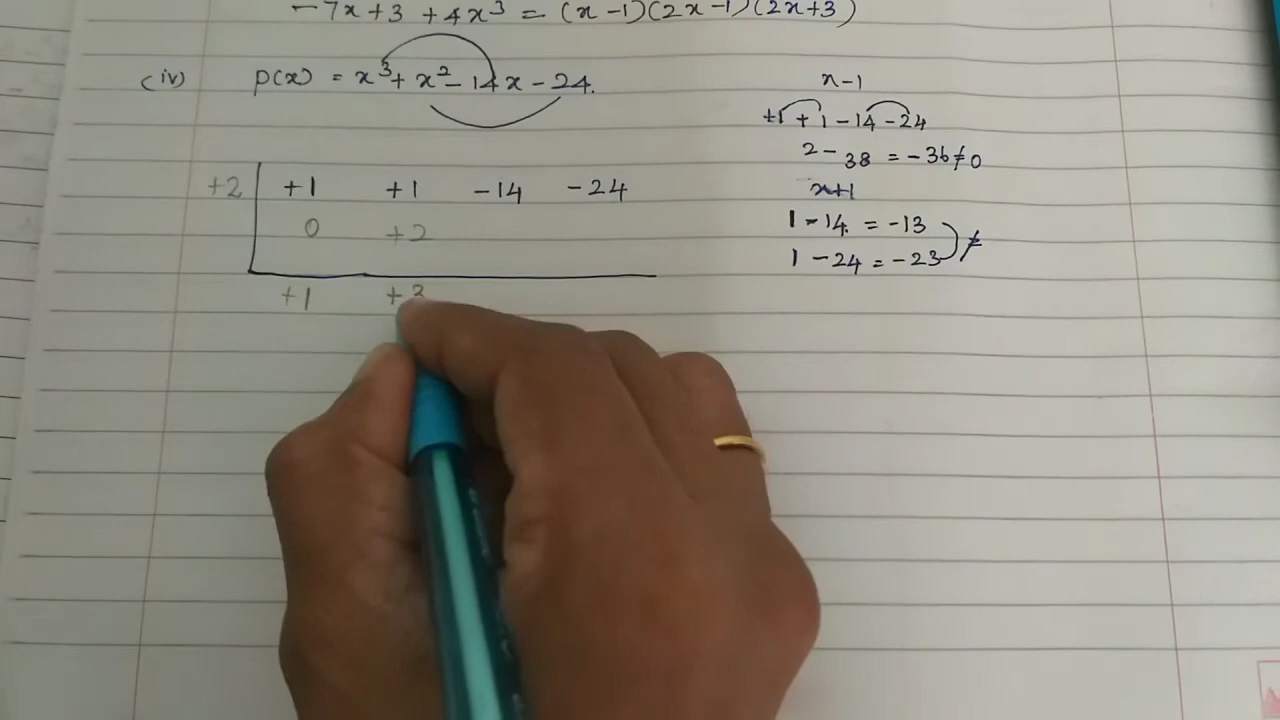 -7x+3 +4x³ = (x-1)(2x-1)(2x+3)
(iv) p(x) = x³+x²-14x-24.
x-1
+1+1-14-24
2-38 = -36≠0
+2 +1 +1 -14 -24
x+1
1-14. = -13
0 +2
1-24 = -23 ≠
+1 +3